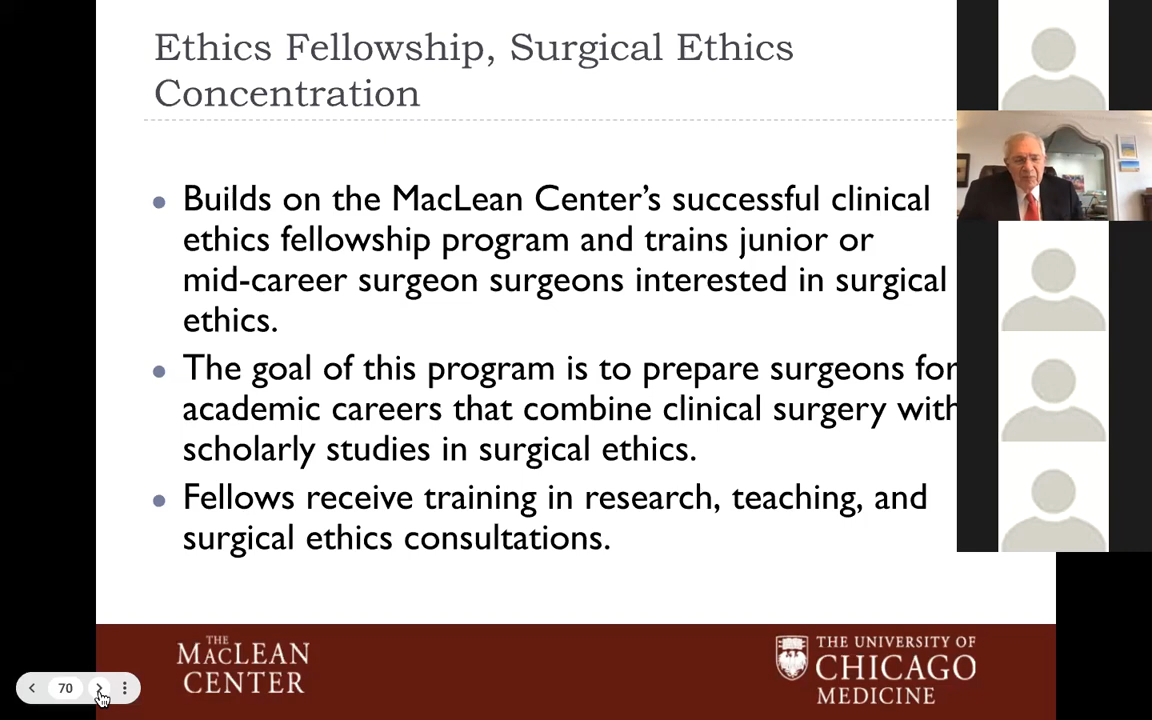 Ethics Fellowship, Surgical Ethics
Concentration
Builds on the MacLean Center’s successful clinical
ethics fellowship program and trains junior or
mid-career surgeon surgeons interested in surgical
ethics.
The goal of this program is to prepare surgeons for
academic careers that combine clinical surgery with
scholarly studies in surgical ethics.
Fellows receive training in research, teaching, and
surgical ethics consultations.
THE
MACLEAN
CENTER
THE UNIVERSITY OF
CHICAGO
MEDICINE
70